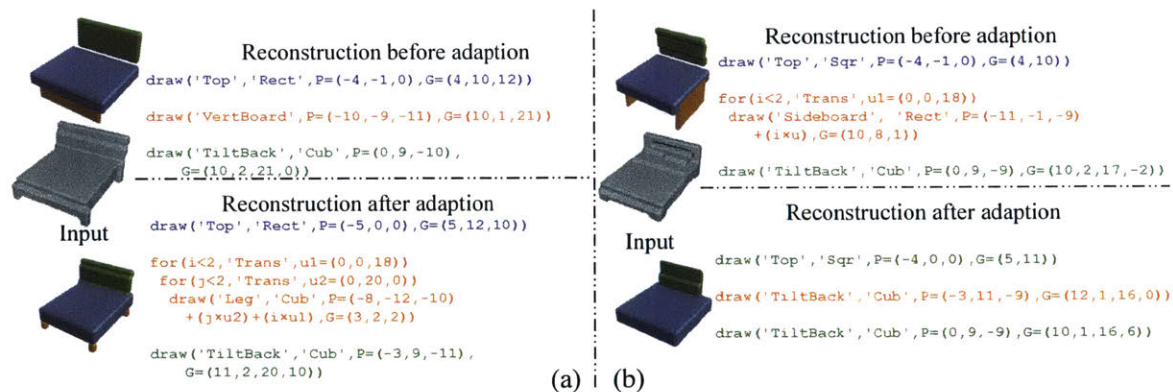 Reconstruction before adaption
draw('Top','Rect',P=(-4,-1,0),G=(4,10,12))
draw('VertBoard',P=(-10,-9,-11),G=(10,1,21))
draw('TiltBack','Cub',P=(0,9,-10),
G=(10,2,21,0))
Reconstruction after adaption
Input
draw('Top','Rect',P=(-5,0,0),G=(5,12,10))
for(i<2,'Trans',u1=(0,0,18))
for(j<2,'Trans',u2=(0,20,0))
draw('Leg','Cub',P=(-8,-12,-10)
+(j×u2)+(i×u1),G=(3,2,2))
draw('TiltBack','Cub',P=(-3,9,-11),
G=(11,2,20,10))
(a)
Reconstruction before adaption
draw('Top','Sqr',P=(-4,-1,0),G=(4,10))
for(i<2,'Trans',u1=(0,0,18))
draw('Sideboard', 'Rect',P=(-11,-1,-9)
+(i×u),G=(10,8,1))
draw('TiltBack','Cub',P=(0,9,-9),G=(10,2,17,-2))
Reconstruction after adaption
Input
draw('Top','Sqr',P=(-4,0,0),G=(5,11))
draw('TiltBack','Cub',P=(-3,11,-9),G=(12,1,16,0))
draw('TiltBack','Cub',P=(0,9,-9),G=(10,1,16,6))
(b)